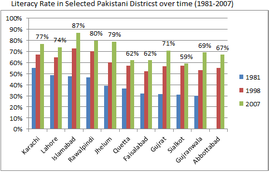 Literacy Rate in Selected Pakistani Districst over time (1981-2007)
100%
90%
80%
70%
60%
50%
40%
30%
20%
10%
0%
77%
74%
87%
80%
79%
62%
62%
71%
59%
69%
67%
1981
1998
2007
Karachi
Lahore
Islamabad
Rawalpindi
Jhelum
Quetta
Faisalabad
Gujrat
Sialkot
Gujranwala
Abbottabad